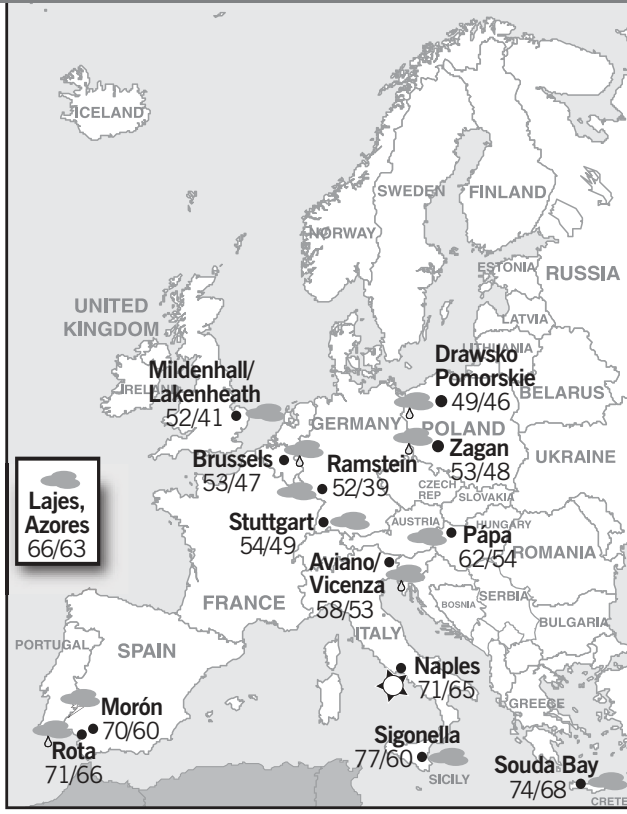 ICELAND
SWEDEN
FINLAND
NORWAY
ESTONIA
RUSSIA
LATVIA
LITHUANIA
UNITED
KINGDOM
IRELAND
Mildenhall/
Lakenheath
52/41
Drawsko
Pomorskie
49/46
BELARUS
GERMANY
POLAND
Zagan
53/48
UKRAINE
Brussels
53/47
Ramstein
52/39
CZECH
REP
SLOVAKIA
Lajes,
Azores
66/63
Stuttgart
54/49
AUSTRIA
HUNGARY
Pápa
62/54
ROMANIA
Aviano/
Vicenza
58/53
FRANCE
BOSNIA
SERBIA
BULGARIA
ITALY
PORTUGAL
SPAIN
Naples
71/65
GREECE
Morón
70/60
Rota
71/66
Sigonella
77/60
SICILY
Souda Bay
74/68
CRETE